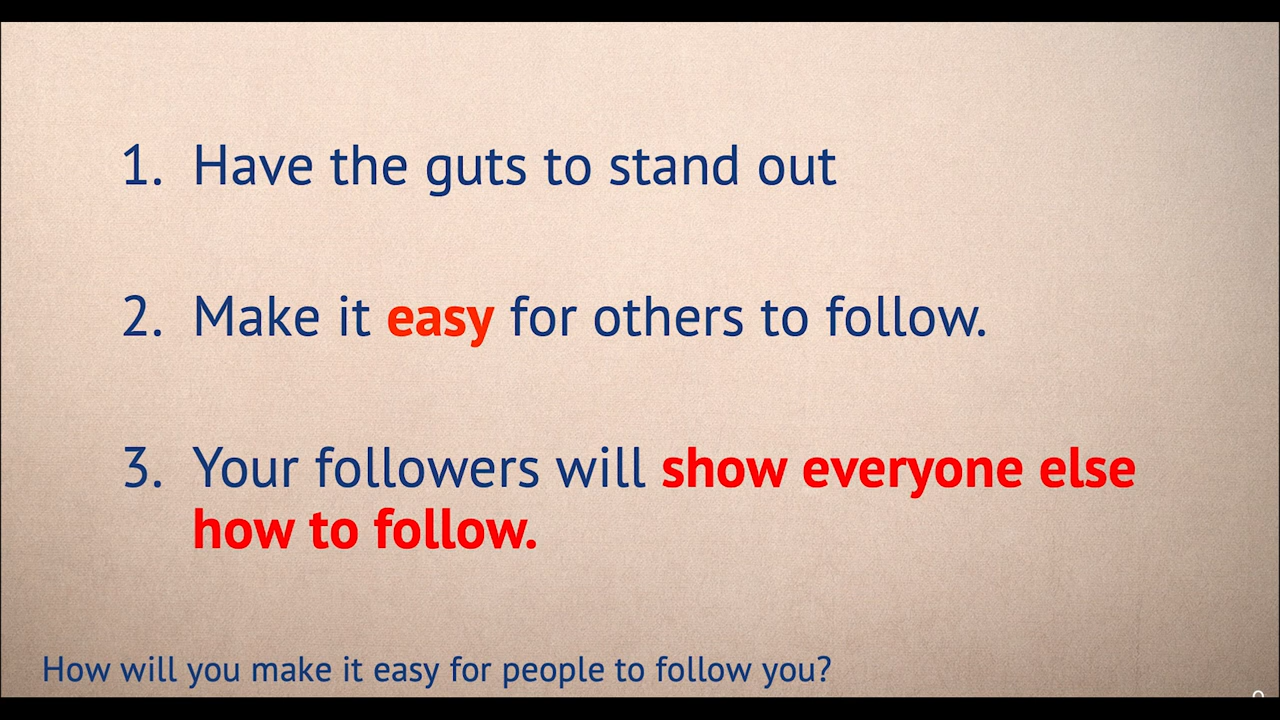 1. Have the guts to stand out
2. Make it easy for others to follow.
3. Your followers will show everyone else
how to follow.
How will you make it easy for people to follow you?